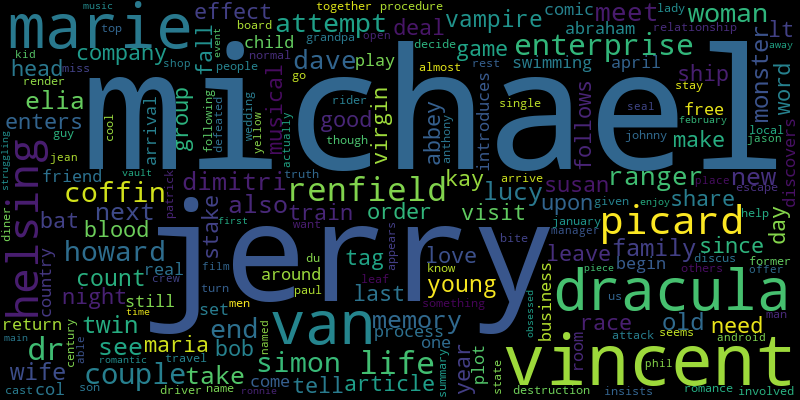 music together procedure board lady
top comic relationship
marie effect attempt deal meet woman
company fall grandpa open vampire abraham lt
kid event decide game enterprise
miss child dave play normal swimming april monster
head shop people almost rest ship
render go stay word
elia michael rider single seal free
enters arrival group following defeated wedding yellow musical good virgin abbey anthony introduces follows make johnny february local away
guy cool though actually jason
struggling jean vault truth kay susan ranger new
friend patrick dimitri renfield lucy place discovers
helsing coffin also train order visit upon share escape
bat next stake want appears january given enjoy help day
diner blood jerry love picard
howard first bite leave family since manager
country count real crew film du around tag know begin discus former
night still turn men paul leaf young business others offer
return twin time set last something obsessed dracula piece us man
main century able maria end memory race old need
dr see romantic travel bob named van process one room attack seems android
wife couple take simon life plot vincent phil
cast col son driver name ronnie come tell article year summary state destruction insists romance involved